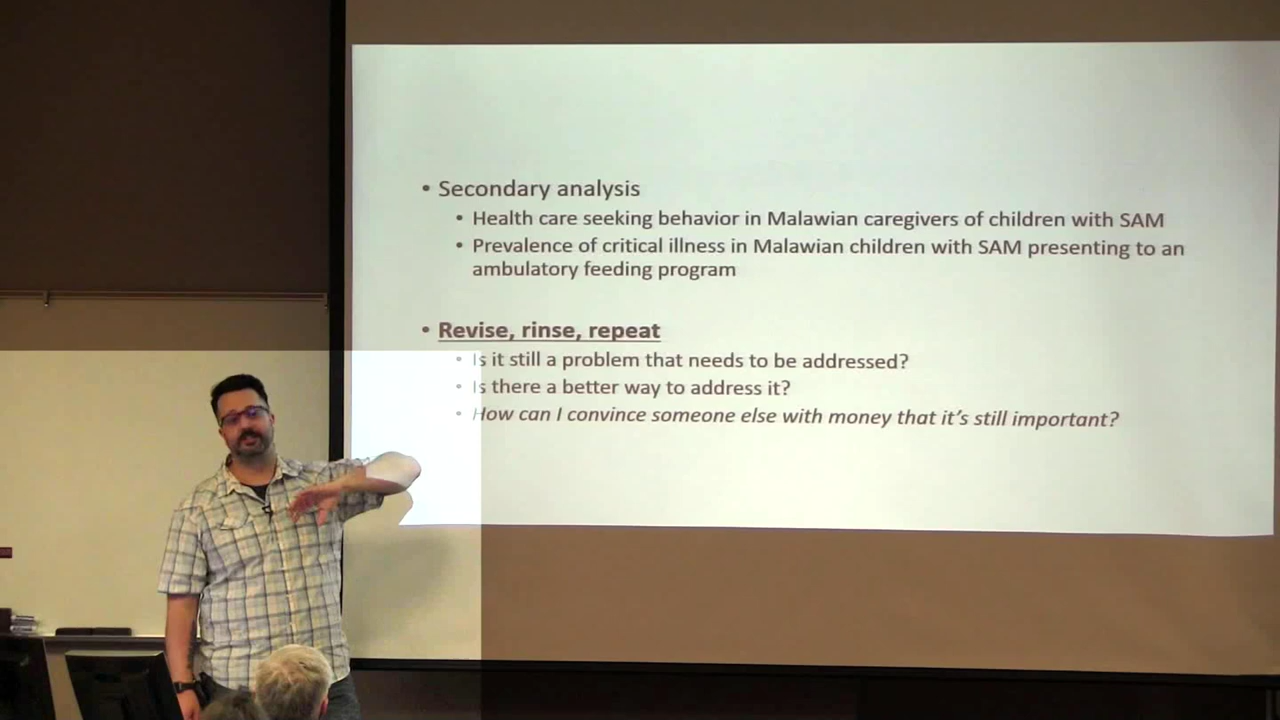 • Secondary analysis
• Health care seeking behavior in Malawian caregivers of children with SAM
• Prevalence of critical illness in Malawian children with SAM presenting to an
ambulatory feeding program
• Revise, rinse, repeat
• Is it still a problem that needs to be addressed?
• Is there a better way to address it?
• How can I convince someone else with money that it's still important?